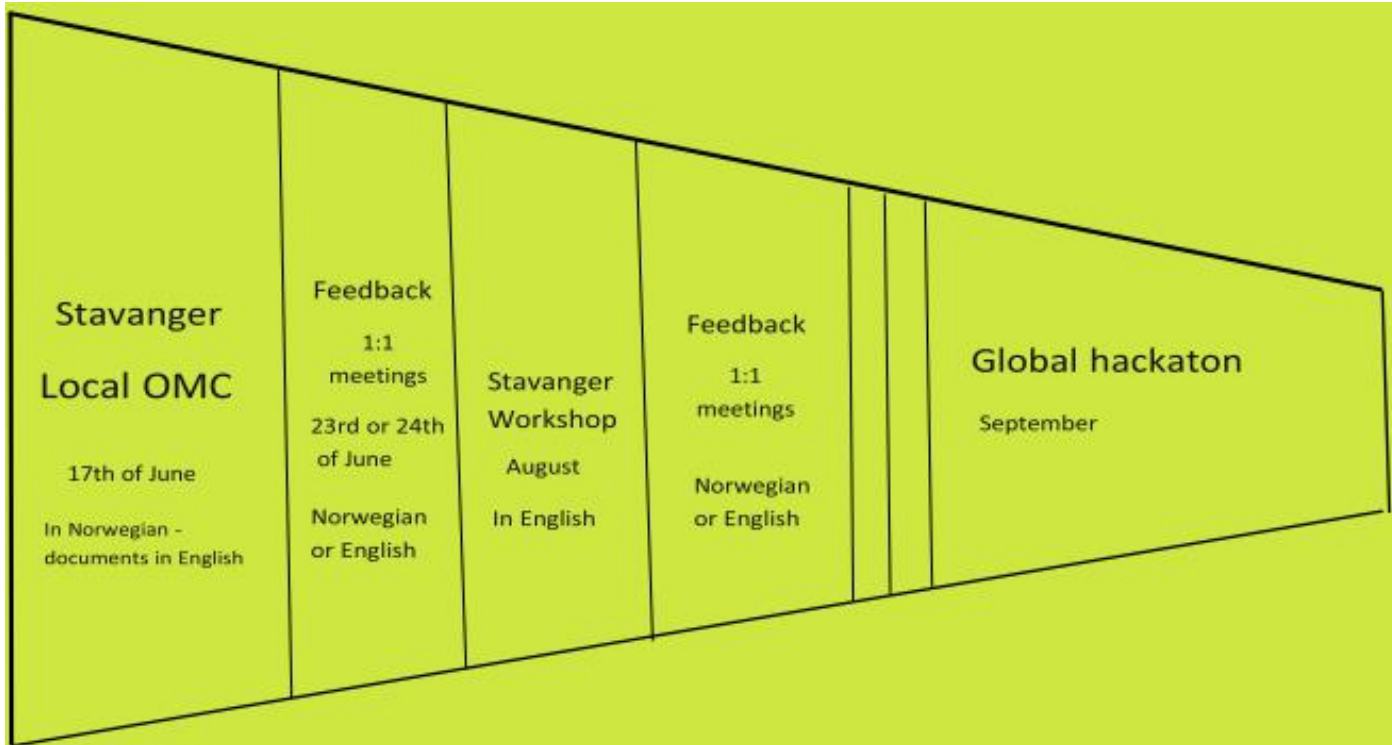 Stavanger
Local OMC
17th of June
In Norwegian -
documents in English
Feedback
1:1
meetings
23rd or 24th
of June
Norwegian
or English
Stavanger
Workshop
August
In English
Feedback
1:1
meetings
Norwegian
or English
Global hackaton
September